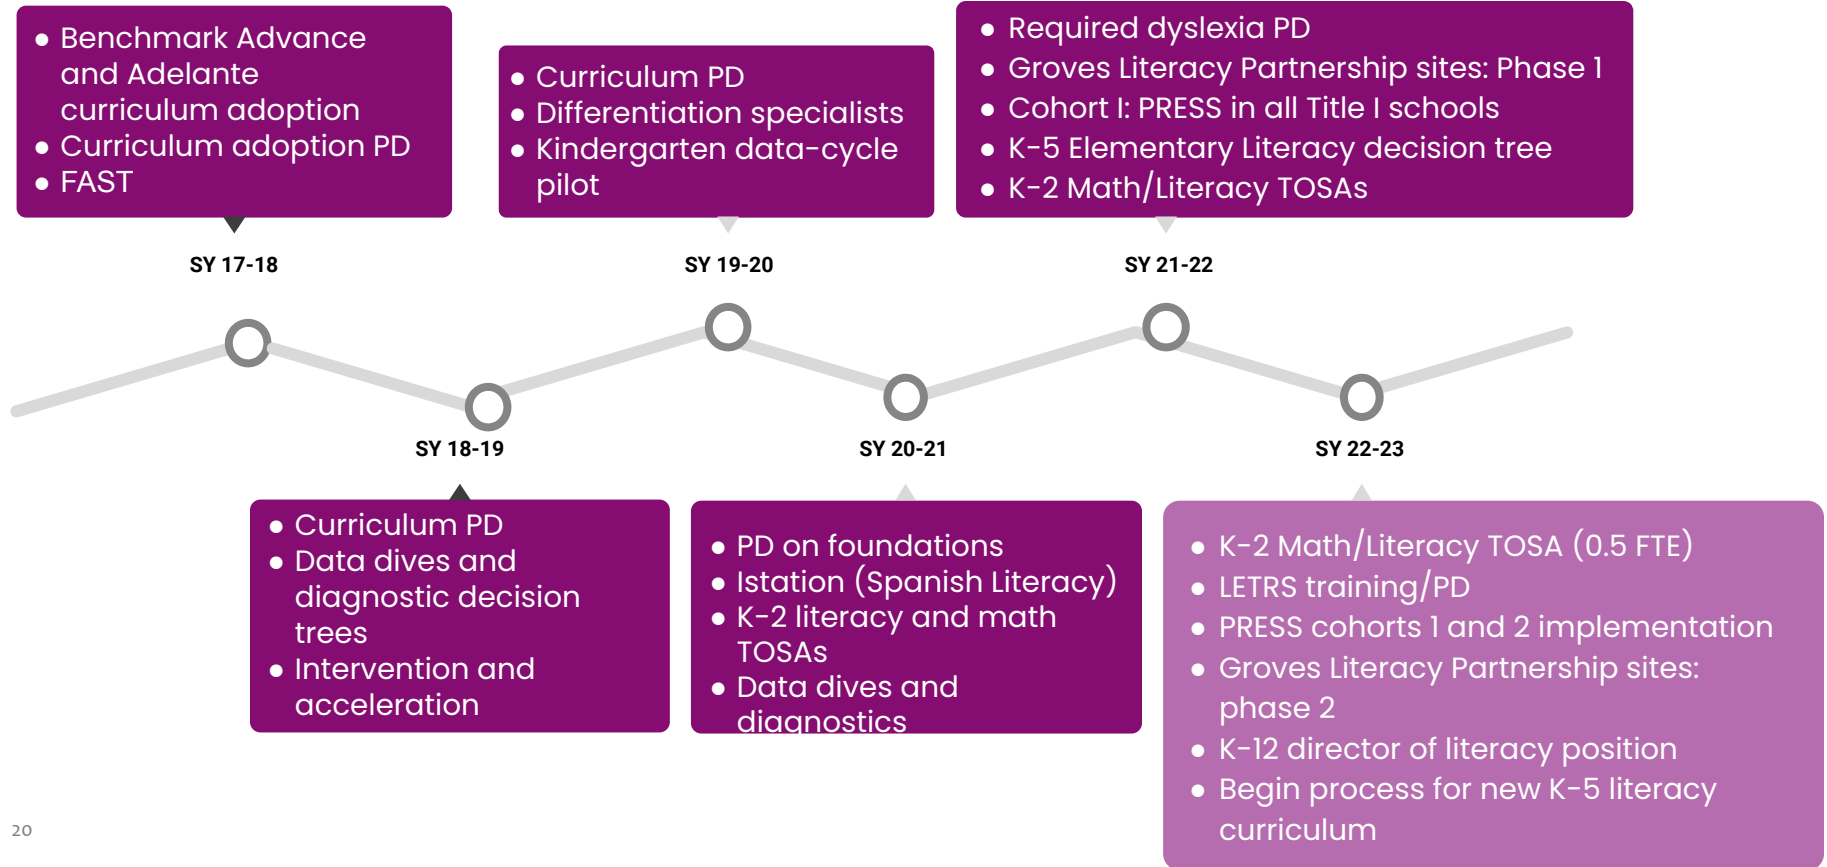 ● Benchmark Advance
and Adelante
curriculum adoption
● Curriculum adoption PD
● FAST
● Curriculum PD
● Differentiation specialists
● Kindergarten data-cycle
pilot
● Required dyslexia PD
● Groves Literacy Partnership sites: Phase 1
● Cohort I: PRESS in all Title I schools
● K-5 Elementary Literacy decision tree
● K-2 Math/Literacy TOSAs
SY 17-18
SY 19-20
SY 21-22
SY 18-19
SY 20-21
SY 22-23
● Curriculum PD
● Data dives and
diagnostic decision
trees
● Intervention and
acceleration
● PD on foundations
● Istation (Spanish Literacy)
● K-2 literacy and math
TOSAs
● Data dives and
diagnostics
● K-2 Math/Literacy TOSA (0.5 FTE)
● LETRS training/PD
● PRESS cohorts 1 and 2 implementation
● Groves Literacy Partnership sites:
phase 2
● K-12 director of literacy position
● Begin process for new K-5 literacy
curriculum
20